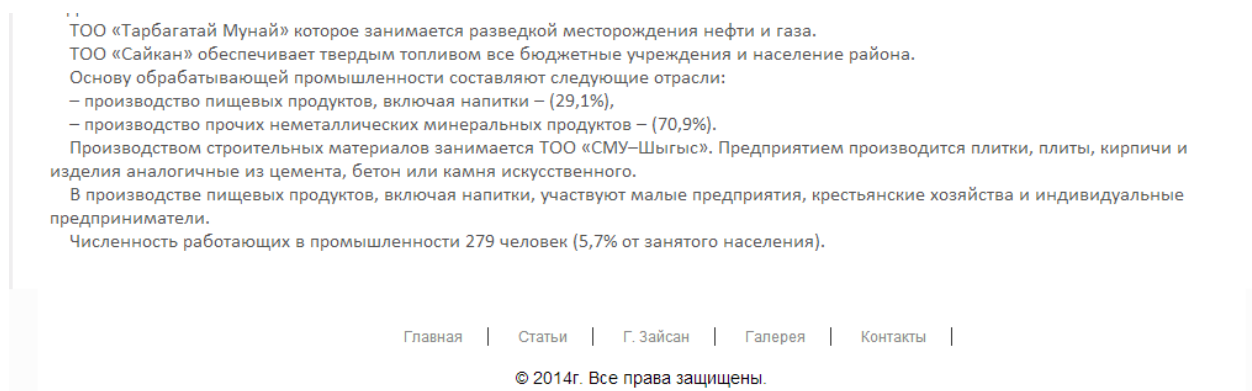 ТОО «Тарбагатай Мунай» которое занимается разведкой месторождения нефти и газа.
ТОО «Сайкан» обеспечивает твердым топливом все бюджетные учреждения и население района.
Основу обрабатывающей промышленности составляют следующие отрасли:
– производство пищевых продуктов, включая напитки – (29,1%),
– производство прочих неметаллических минеральных продуктов – (70,9%).
Производством строительных материалов занимается ТОО «СМУ–Шыгыс». Предприятием производится плитки, плиты, кирпичи и
изделия аналогичные из цемента, бетон или камня искусственного.
В производстве пищевых продуктов, включая напитки, участвуют малые предприятия, крестьянские хозяйства и индивидуальные
предприниматели.
Численность работающих в промышленности 279 человек (5,7% от занятого населения).
Главная | Статьи | Г. Зайсан | Галерея | Контакты |
© 2014г. Все права защищены.